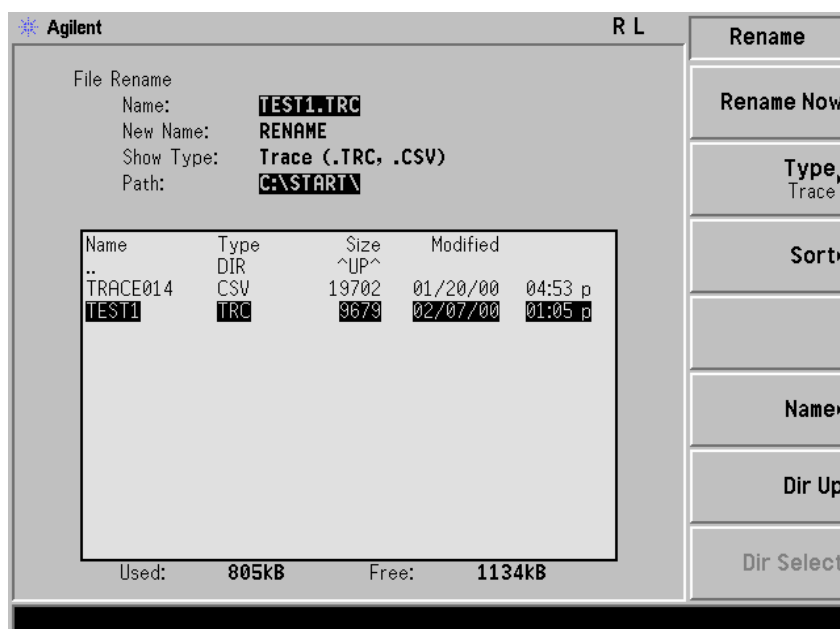 Agilent R L
File Rename
Name: TEST1.TRC
New Name: RENAME
Show Type: Trace (.TRC, .CSV)
Path: C:\START\
Name Type Size Modified
.. DIR ^UP^
TRACE014 CSV 19702 01/20/00 04:53 p
TEST1 TRC 9679 02/07/00 01:05 p
Used: 805kB Free: 1134kB
Rename
Rename Now
Type
Trace
Sort
Name
Dir Up
Dir Select